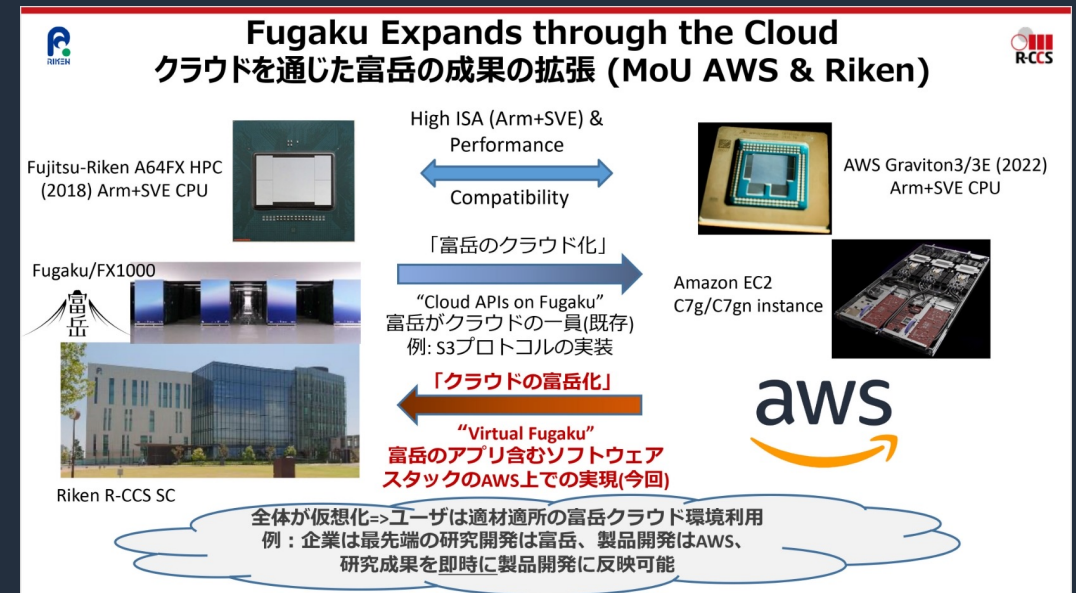 Fugaku Expands through the Cloud
クラウドを通じた富岳の成果の拡張 (MoU AWS & Riken)
RIKEN
R-CCS
High ISA (Arm+SVE) &
Performance
Compatibility
Fujitsu-Riken A64FX HPC
(2018) Arm+SVE CPU
AWS Graviton3/3E (2022)
Arm+SVE CPU
「富岳のクラウド化」
Fugaku/FX1000
富岳
“Cloud APIs on Fugaku”
富岳がクラウドの一員(既存)
例: S3プロトコルの実装
Amazon EC2
C7g/C7gn instance
「クラウドの富岳化」
“Virtual Fugaku”
富岳のアプリ含むソフトウェア
スタックのAWS上での実現(今回)
aws
Riken R-CCS SC
全体が仮想化=>ユーザは適材適所の富岳クラウド環境利用
例：企業は最先端の研究開発は富岳、製品開発はAWS、
研究成果を即時に製品開発に反映可能